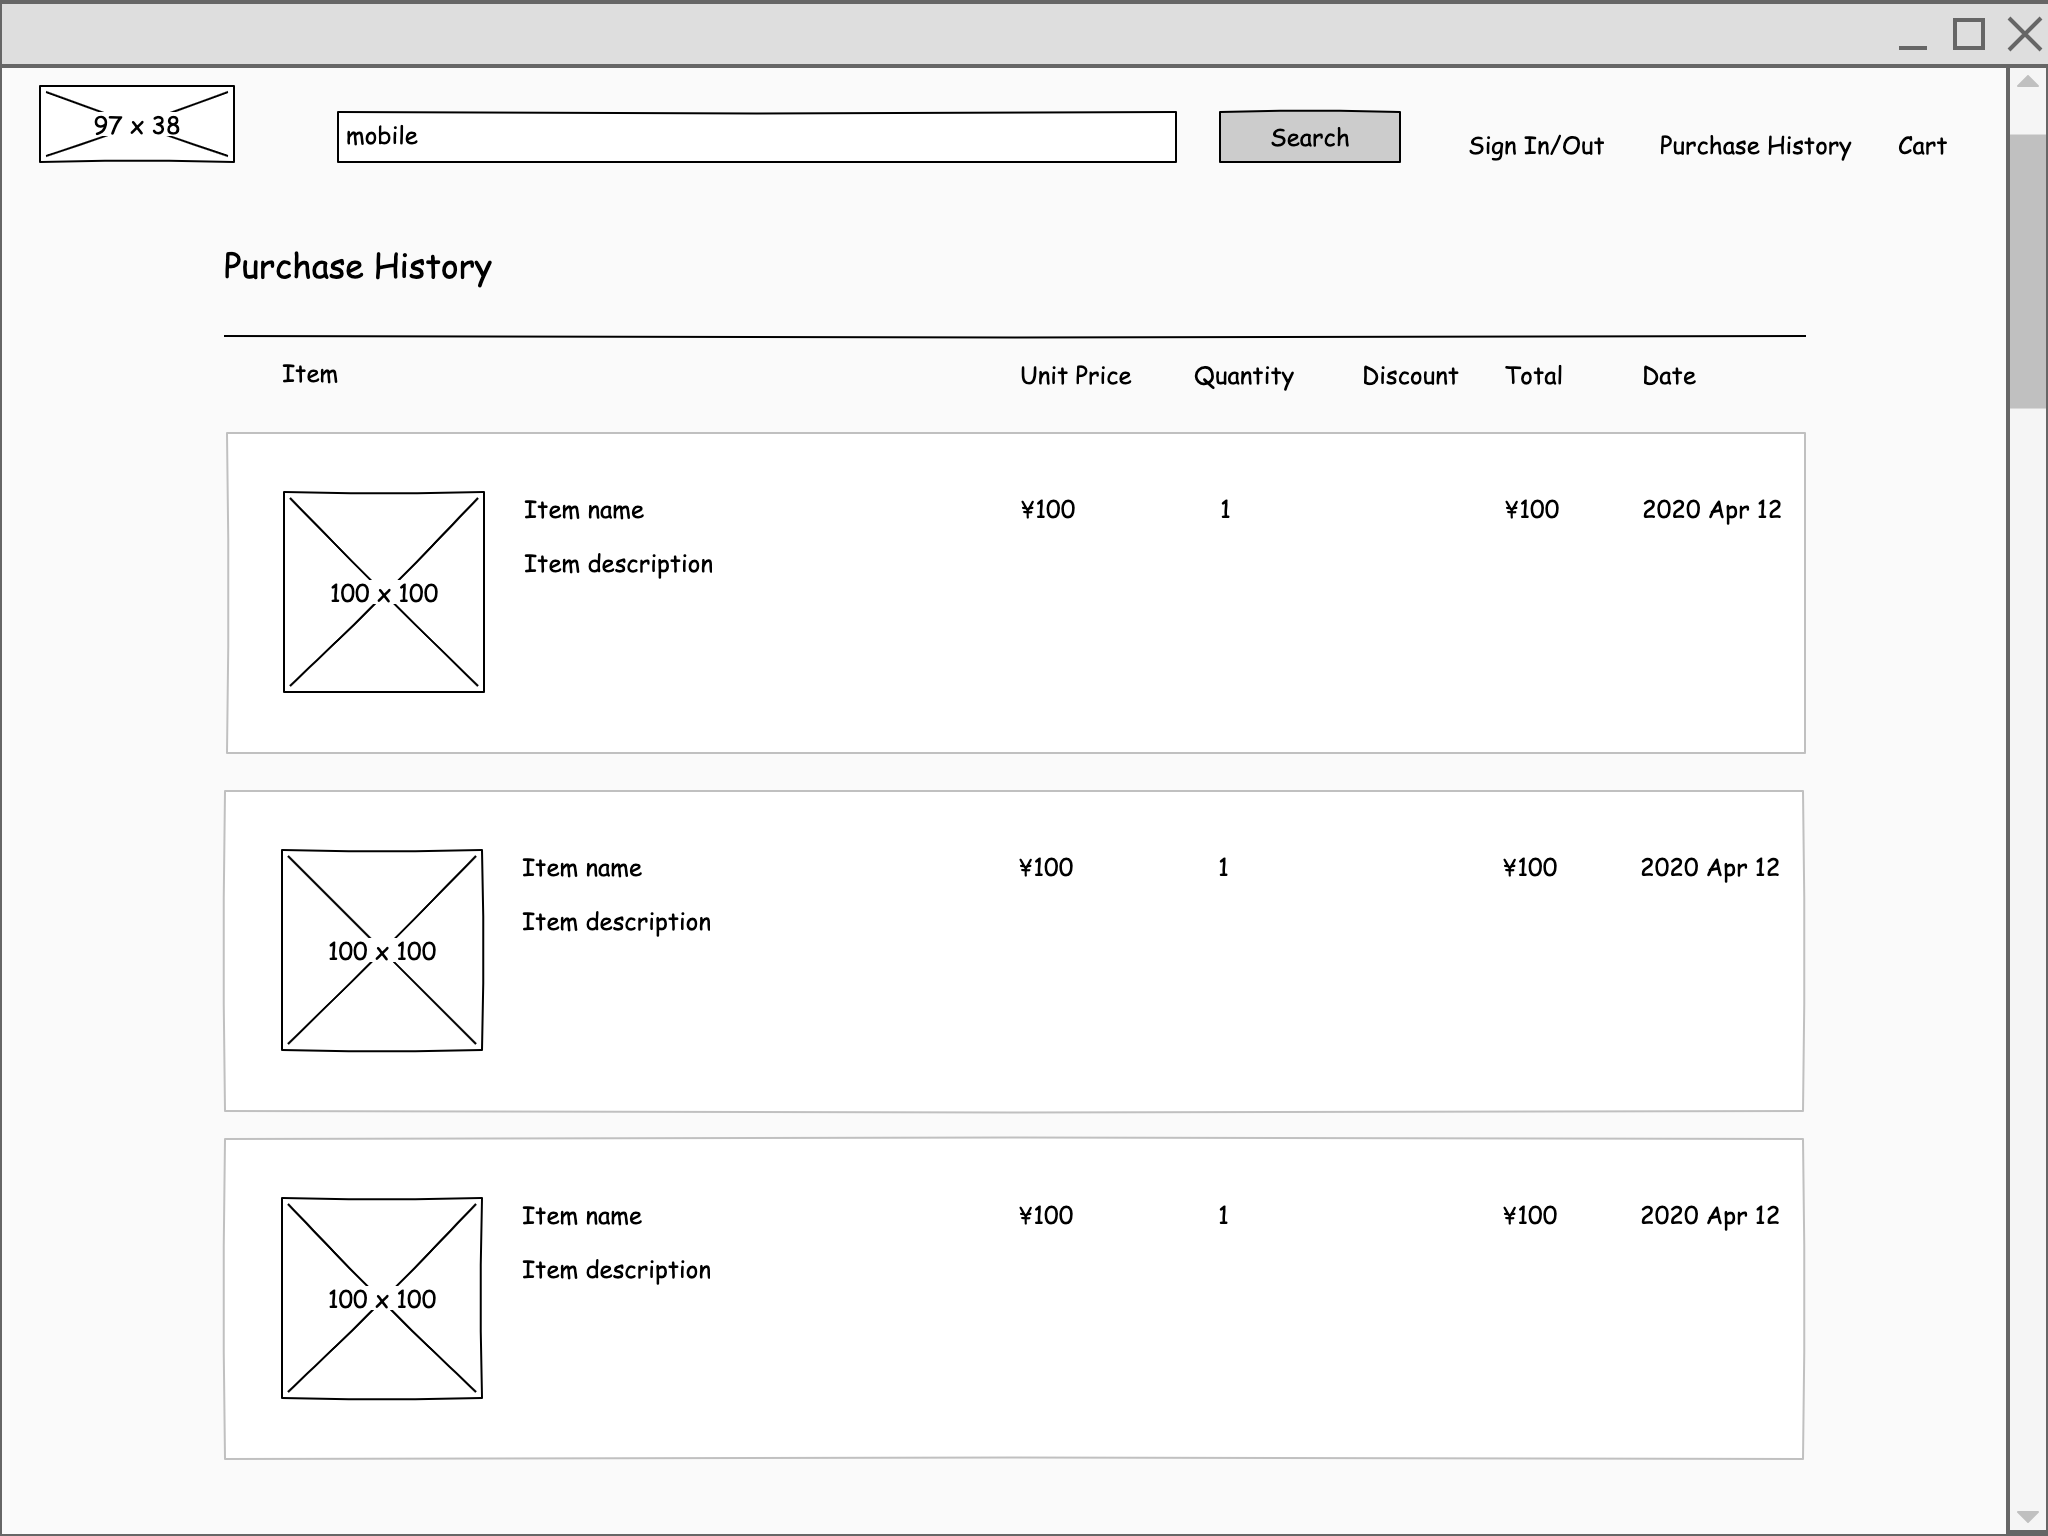 97 x 38
mobile
Search
Sign In/Out
Purchase History
Cart
Purchase History
Item
Unit Price
Quantity
Discount
Total
Date
100 x 100
Item name
Item description
¥100
1
¥100
2020 Apr 12
100 x 100
Item name
Item description
¥100
1
¥100
2020 Apr 12
100 x 100
Item name
Item description
¥100
1
¥100
2020 Apr 12